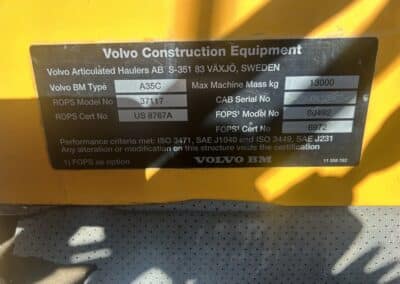 Volvo Construction Equipment
Volvo Articulated Haulers AB S-351 83 VÄXJÖ, SWEDEN
Volvo BM Type A35C Max Machine Mass kg 13000
ROPS Model No 37117 CAB Serial No
ROPS Cert No US 8767A FOPS¹ Model No
FOPS¹ Cert No 6972
Performance criteria met: ISO 3471, SAE J1040 and ISO 3449, SAE J231
Any alteration or modification on this structure voids the certification
1) FOPS as option VOLVO BM